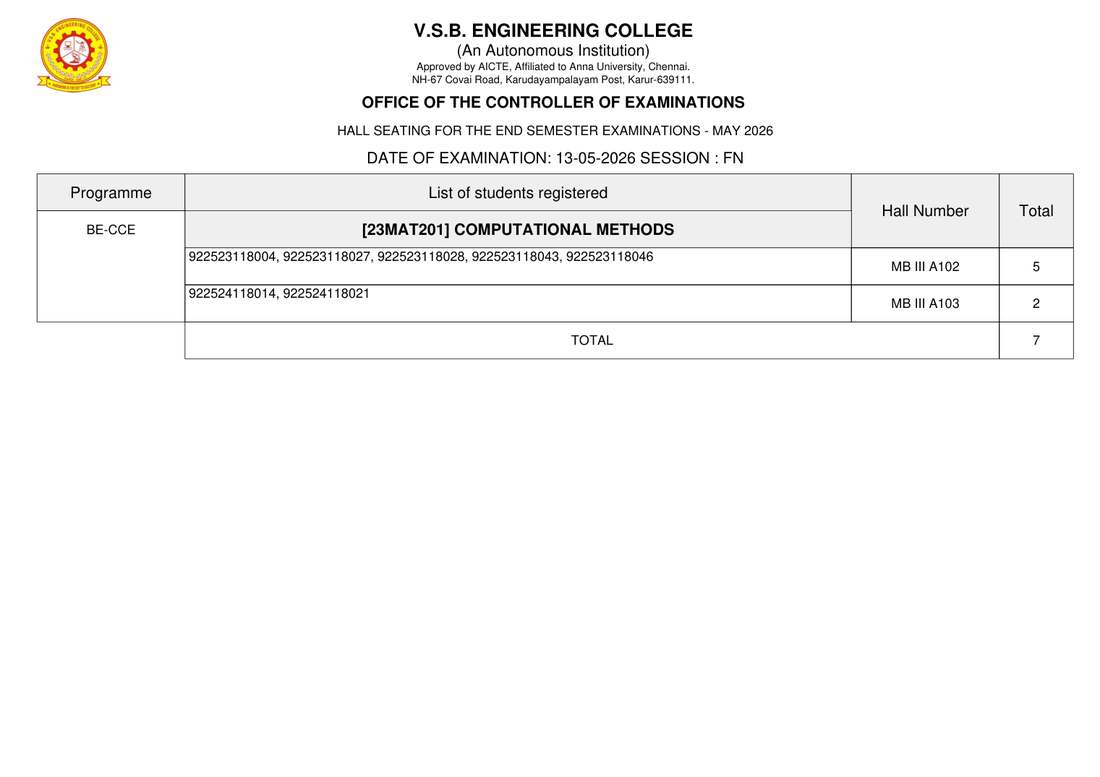 V.S.B. ENGINEERING COLLEGE
(An Autonomous Institution)
Approved by AICTE, Affiliated to Anna University, Chennai.
NH-67 Covai Road, Karudayampalayam Post, Karur-639111.
OFFICE OF THE CONTROLLER OF EXAMINATIONS
HALL SEATING FOR THE END SEMESTER EXAMINATIONS - MAY 2026
DATE OF EXAMINATION: 13-05-2026 SESSION : FN
Programme List of students registered Hall Number Total
BE-CCE [23MAT201] COMPUTATIONAL METHODS
922523118004, 922523118027, 922523118028, 922523118043, 922523118046 MB III A102 5
922524118014, 922524118021 MB III A103 2
TOTAL 7